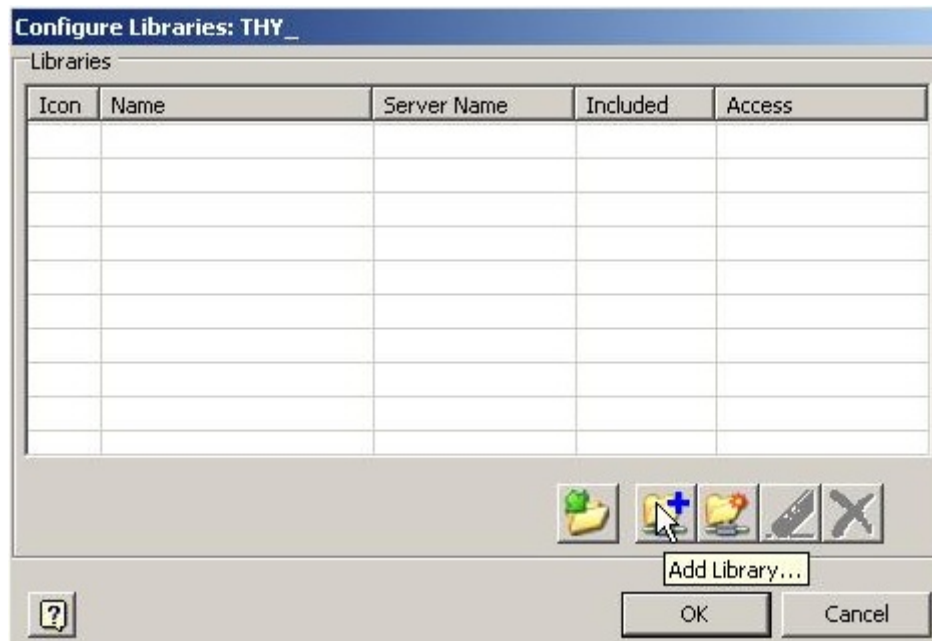 Configure Libraries: THY_
Libraries
Icon Name Server Name Included Access
Add Library...
OK Cancel